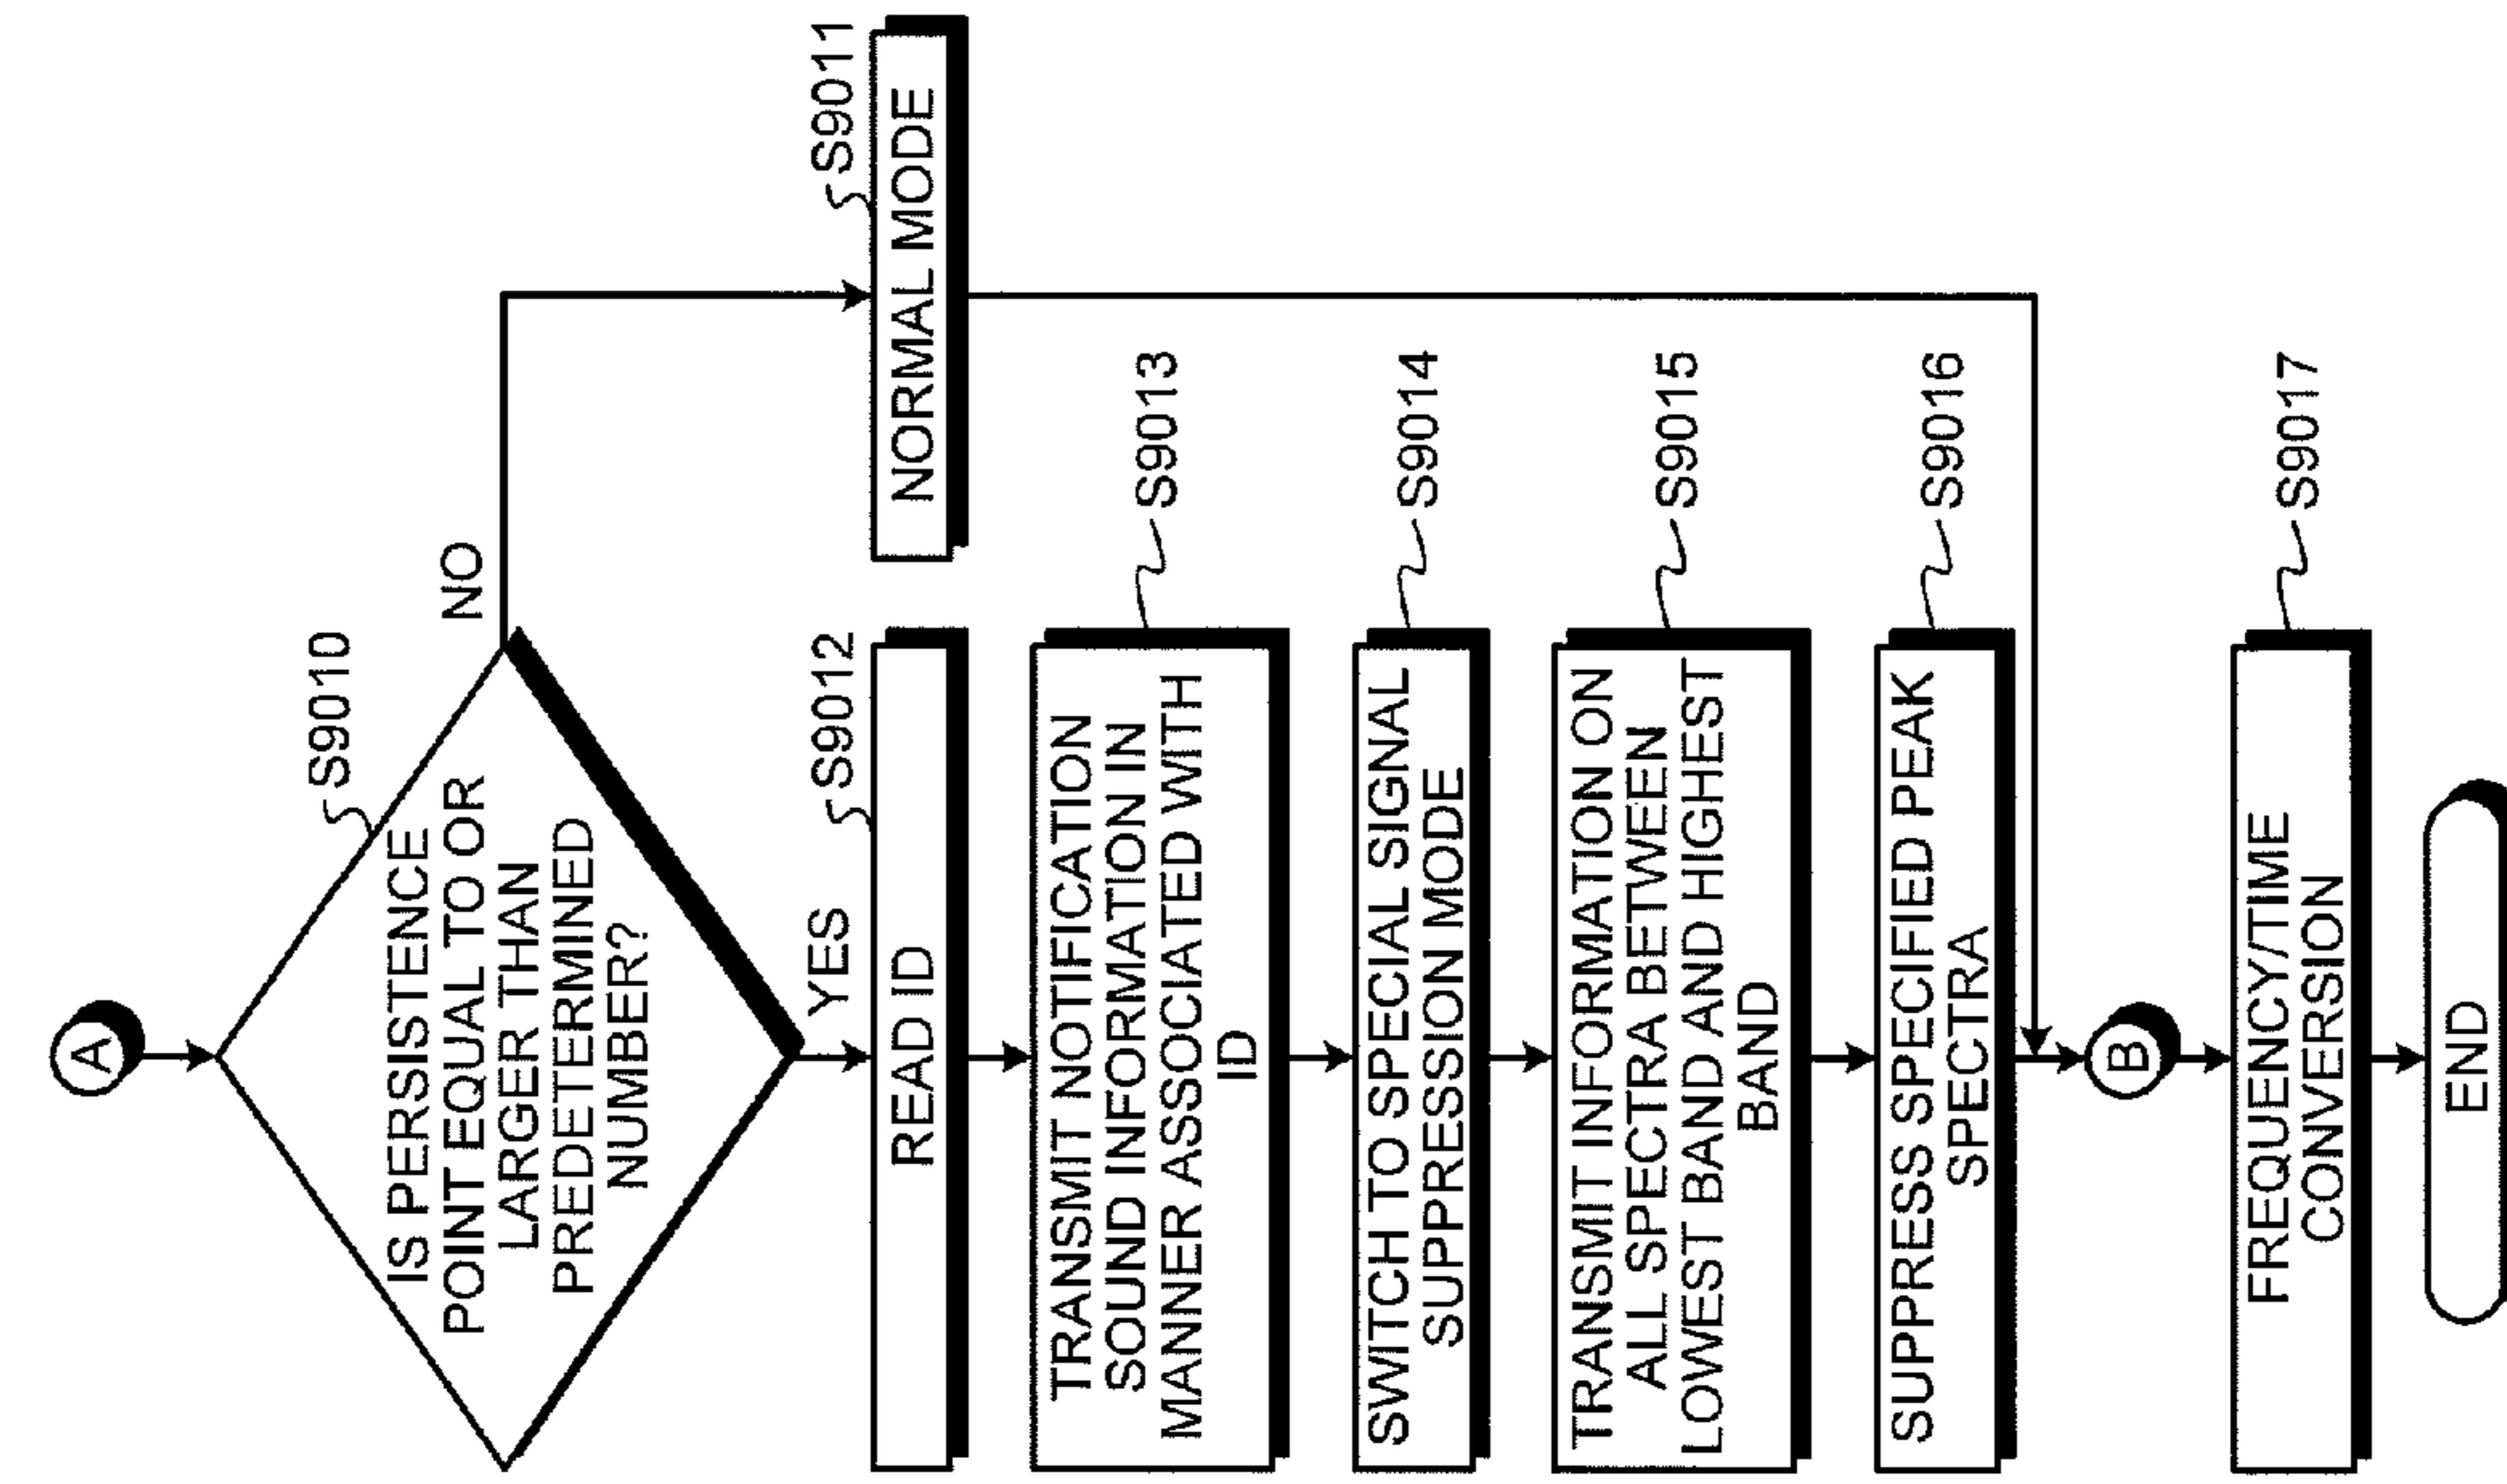 A
S9010
IS PERSISTENCE
POINT EQUAL TO OR
LARGER THAN
PREDETERMINED
NUMBER?
NO
YES
S9011
NORMAL MODE
S9012
READ ID
S9013
TRANSMIT NOTIFICATION
SOUND INFORMATION IN
MANNER ASSOCIATED WITH
ID
S9014
SWITCH TO SPECIAL SIGNAL
SUPPRESSION MODE
S9015
TRANSMIT INFORMATION ON
ALL SPECTRA BETWEEN
LOWEST BAND AND HIGHEST
BAND
S9016
SUPPRESS SPECIFIED PEAK
SPECTRA
B
S9017
FREQUENCY/TIME
CONVERSION
END